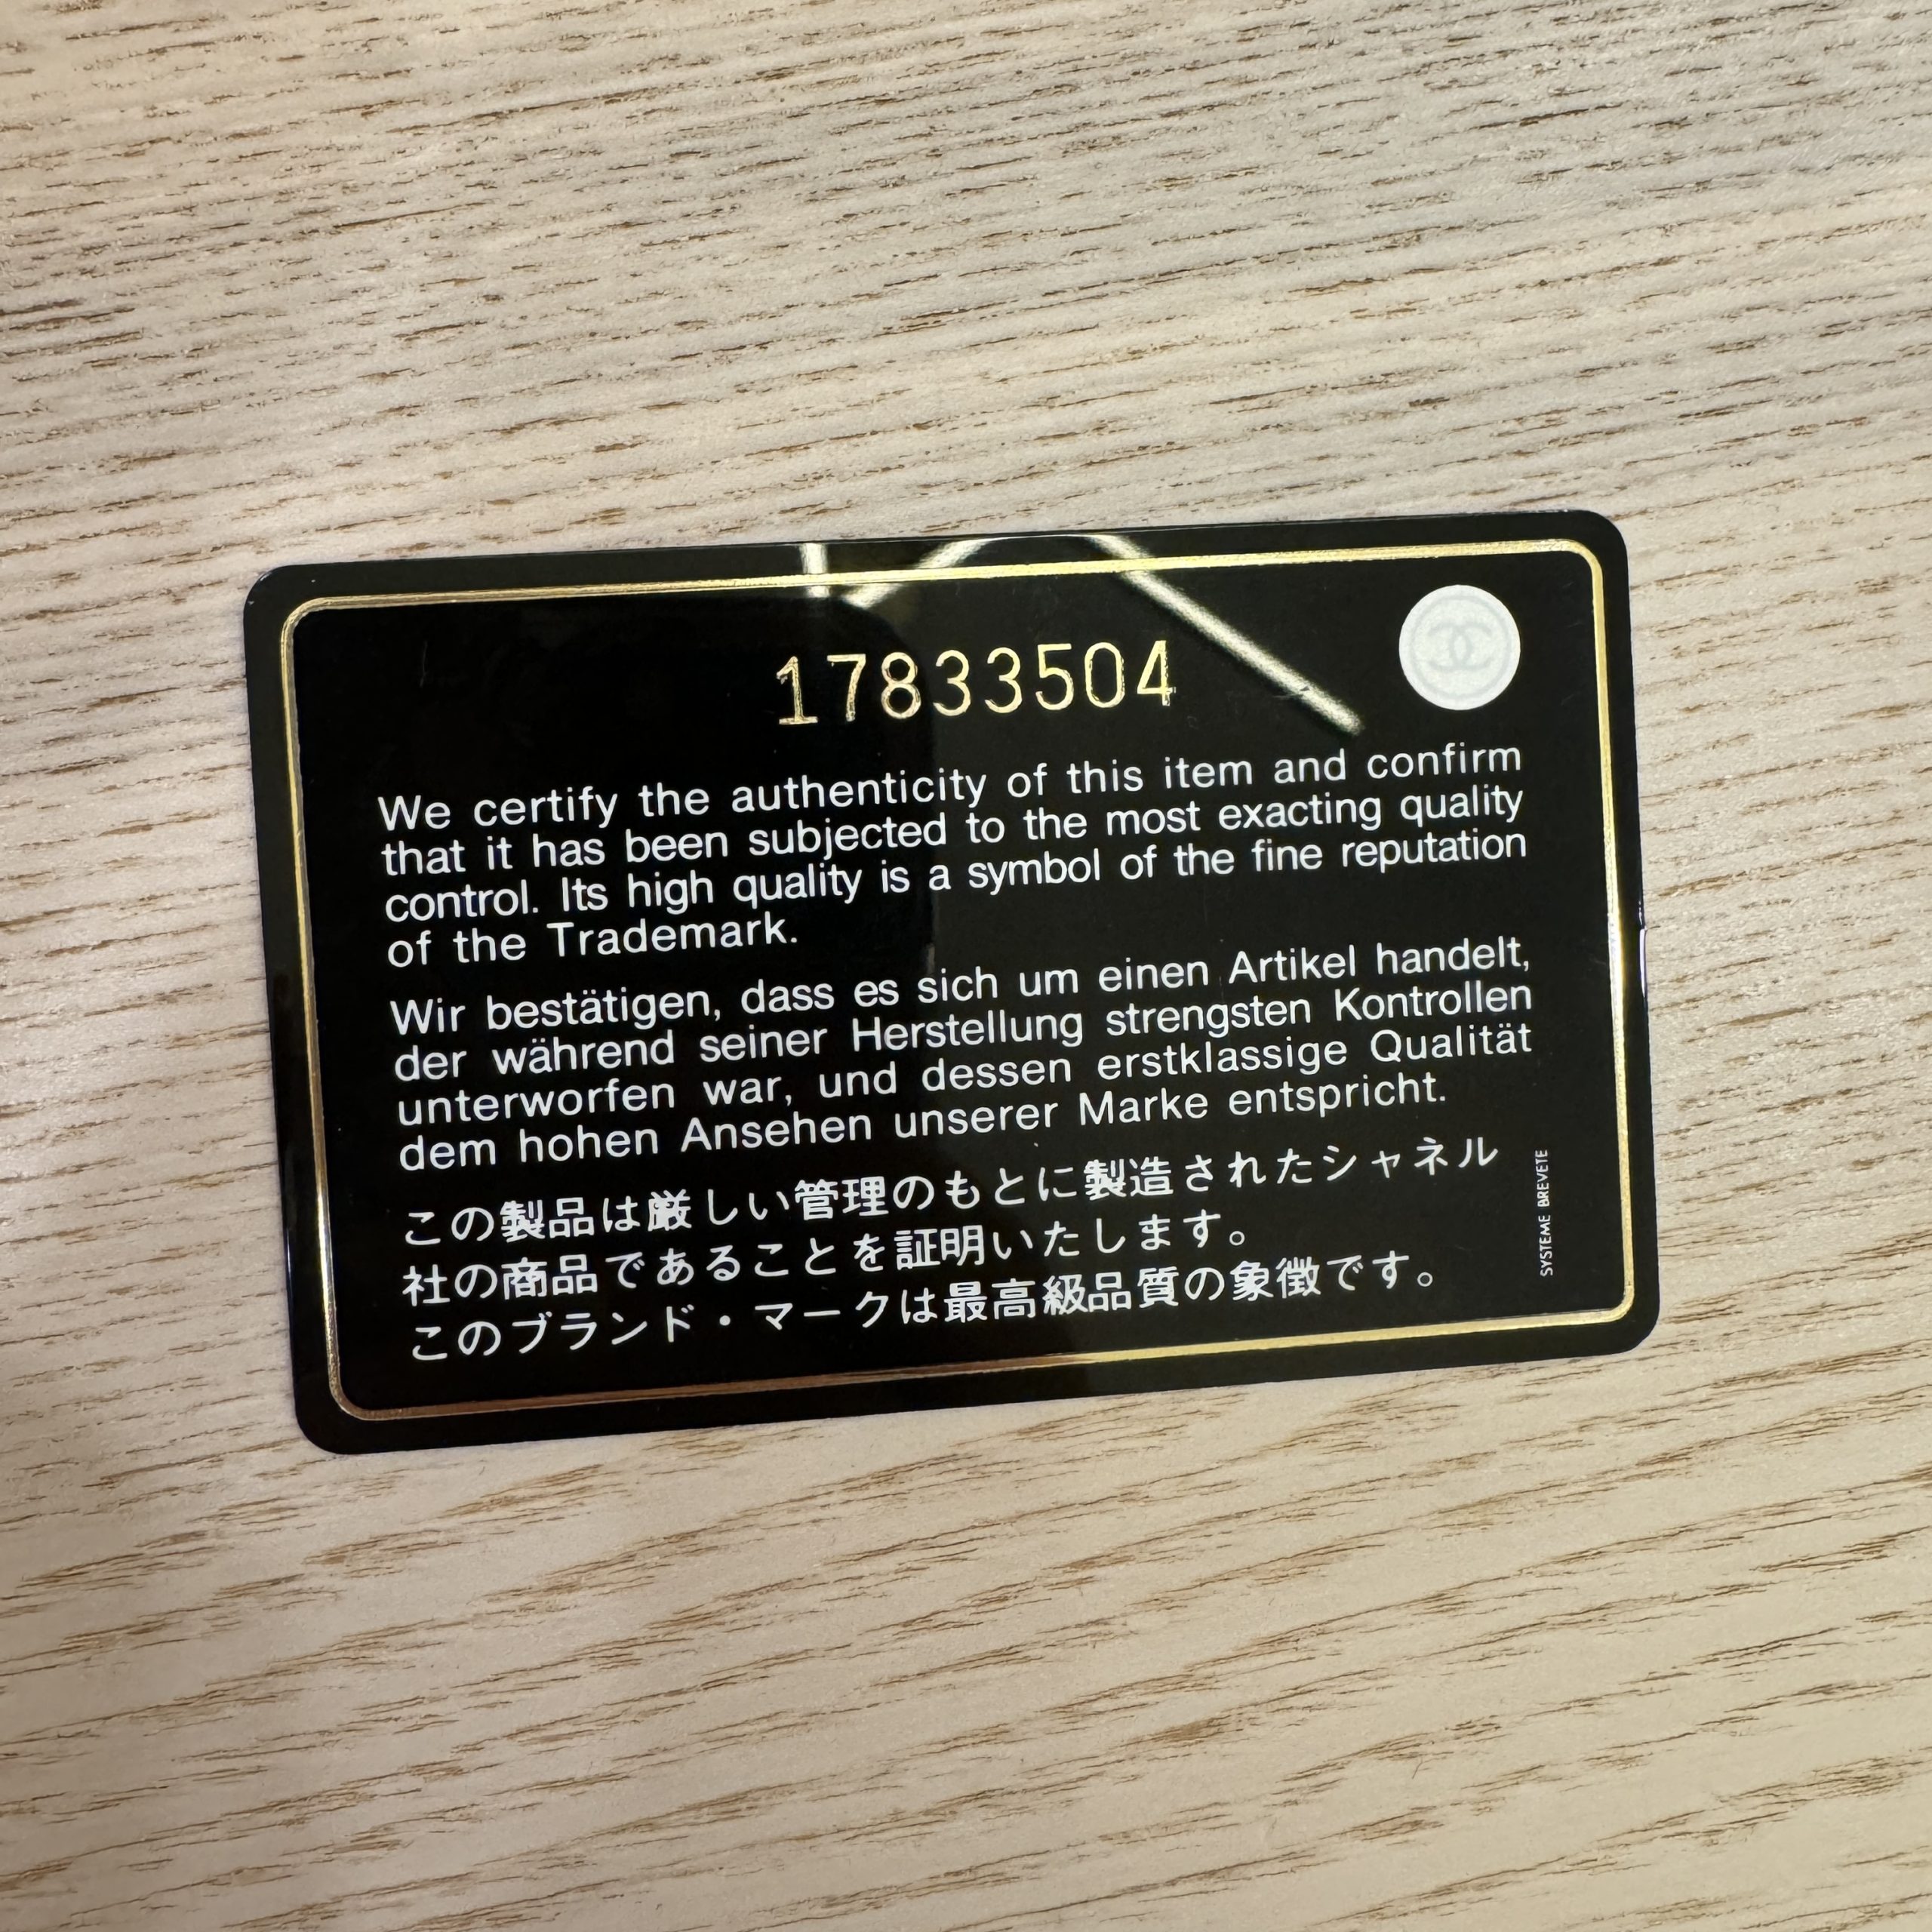 17833504
We certify the authenticity of this item and confirm
that it has been subjected to the most exacting quality
control. Its high quality is a symbol of the fine reputation
of the Trademark.
Wir bestätigen, dass es sich um einen Artikel handelt,
der während seiner Herstellung strengsten Kontrollen
unterworfen war, und dessen erstklassige Qualität
dem hohen Ansehen unserer Marke entspricht.
この製品は厳しい管理のもとに製造されたシャネル
社の商品であることを証明いたします。
このブランド・マークは最高級品質の象徴です。
SYSTEME BREVETE